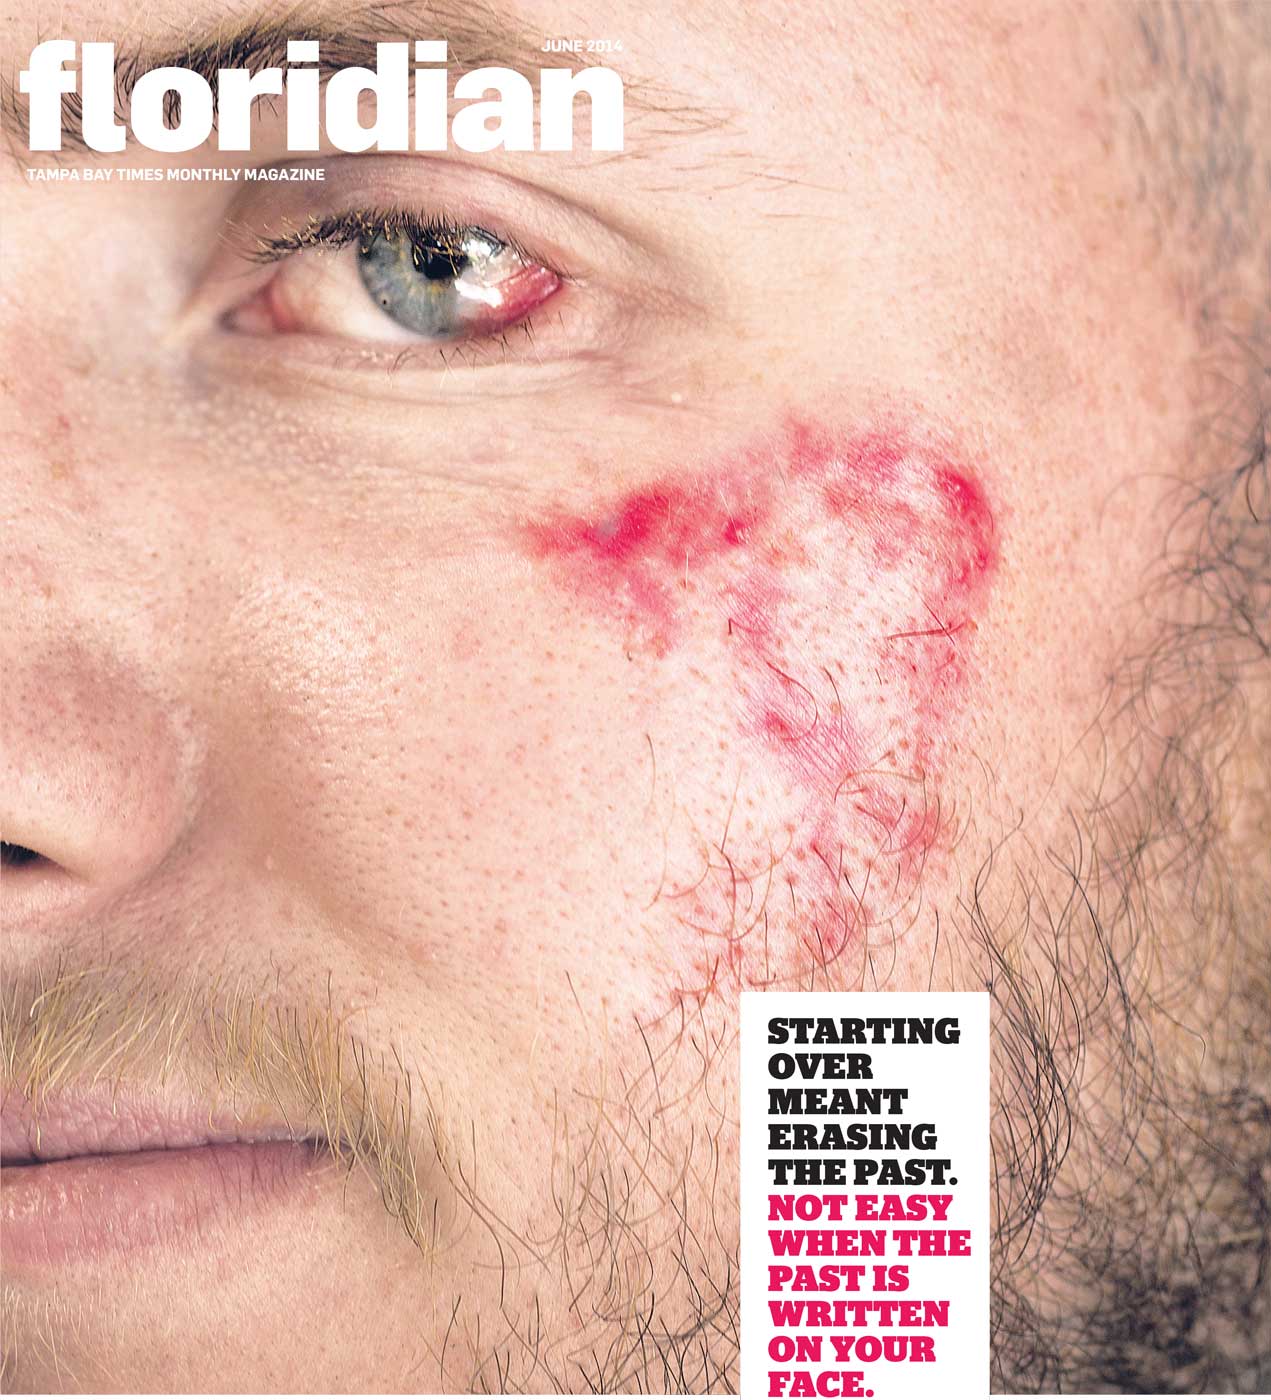 JUNE 2014
floridian
TAMPA BAY TIMES MONTHLY MAGAZINE
STARTING
OVER
MEANT
ERASING
THE PAST.
NOT EASY
WHEN THE
PAST IS
WRITTEN
ON YOUR
FACE.